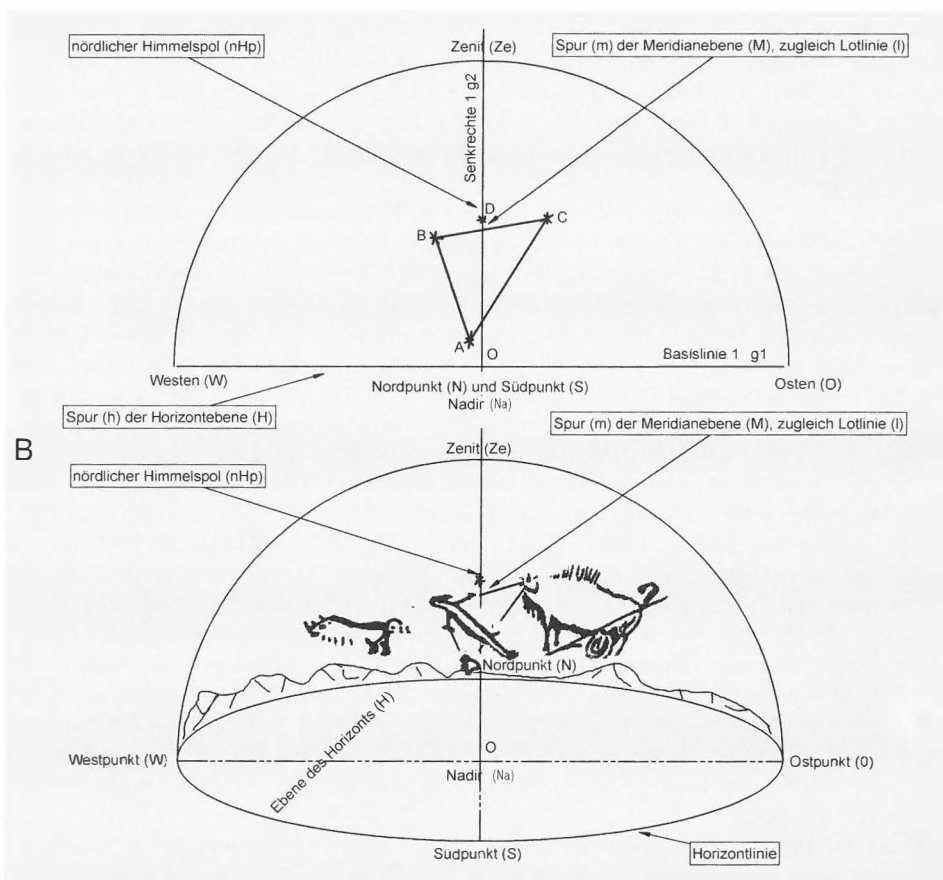 nördlicher Himmelspol (nHp)
Zenit (Ze)
Spur (m) der Meridianebene (M), zugleich Lotlinie (l)
Senkrechte 1 g2
D
C
B
A
O
Basislinie 1 g1
Westen (W)
Nordpunkt (N) und Südpunkt (S)
Osten (O)
Nadir (Na)
Spur (h) der Horizontebene (H)
Spur (m) der Meridianebene (M), zugleich Lotlinie (l)
B
Zenit (Ze)
nördlicher Himmelspol (nHp)
Nordpunkt (N)
Ebene des Horizonts (H)
O
Westpunkt (W)
Ostpunkt (0)
Nadir (Na)
Südpunkt (S)
Horizontlinie